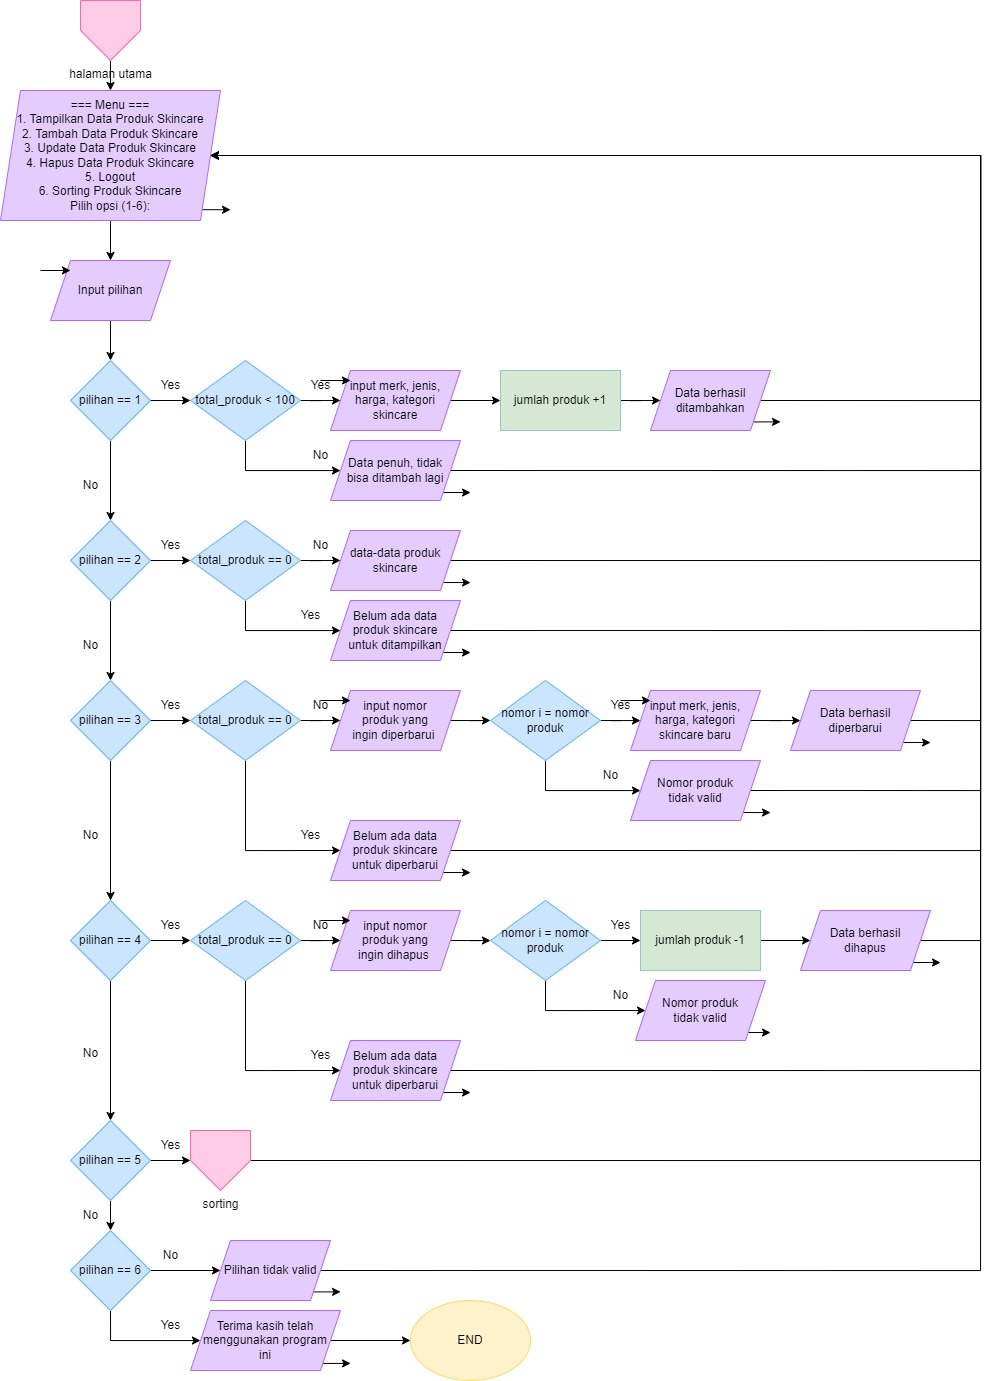 halaman utama
=== Menu ===
1. Tampilkan Data Produk Skincare
2. Tambah Data Produk Skincare
3. Update Data Produk Skincare
4. Hapus Data Produk Skincare
5. Logout
6. Sorting Produk Skincare
Pilih opsi (1-6):
Input pilihan
pilihan == 1
Yes
total_produk < 100
Yes
input merk, jenis,
harga, kategori
skincare
jumlah produk +1
Data berhasil
ditambahkan
No
Data penuh, tidak
bisa ditambah lagi
No
pilihan == 2
Yes
total_produk == 0
No
data-data produk
skincare
Yes
Belum ada data
produk skincare
untuk ditampilkan
No
pilihan == 3
Yes
total_produk == 0
No
input nomor
produk yang
ingin diperbarui
nomor i = nomor
produk
Yes
input merk, jenis,
harga, kategori
skincare baru
Data berhasil
diperbarui
No
Nomor produk
tidak valid
No
Yes
Belum ada data
produk skincare
untuk diperbarui
pilihan == 4
Yes
total_produk == 0
No
input nomor
produk yang
ingin dihapus
nomor i = nomor
produk
Yes
jumlah produk -1
Data berhasil
dihapus
No
Nomor produk
tidak valid
No
Yes
Belum ada data
produk skincare
untuk diperbarui
pilihan == 5
Yes
sorting
No
pilihan == 6
No
Pilihan tidak valid
Yes
Terima kasih telah
menggunakan program
ini
END